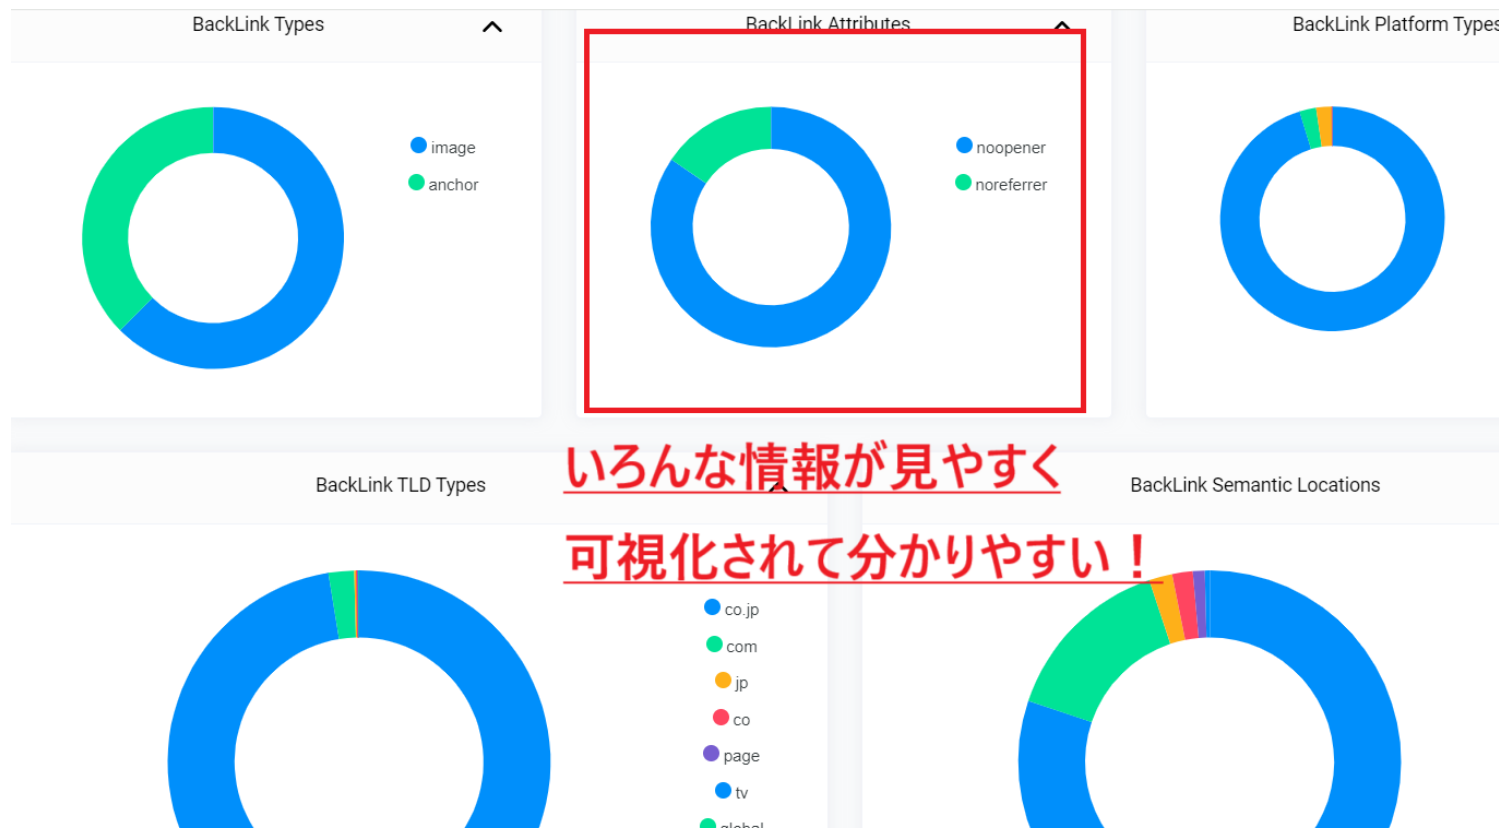 BackLink Types
BackLink Attributes
BackLink Platform Types
image
anchor
noopener
noreferrer
いろんな情報が見やすく
可視化されて分かりやすい！
BackLink TLD Types
BackLink Semantic Locations
co.jp
com
jp
co
page
tv
global